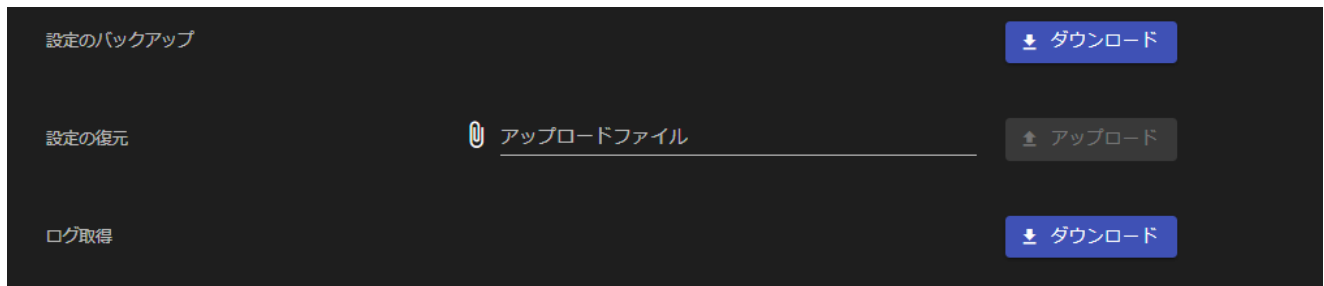 設定のバックアップ ダウンロード
設定の復元 アップロードファイル アップロード
ログ取得 ダウンロード